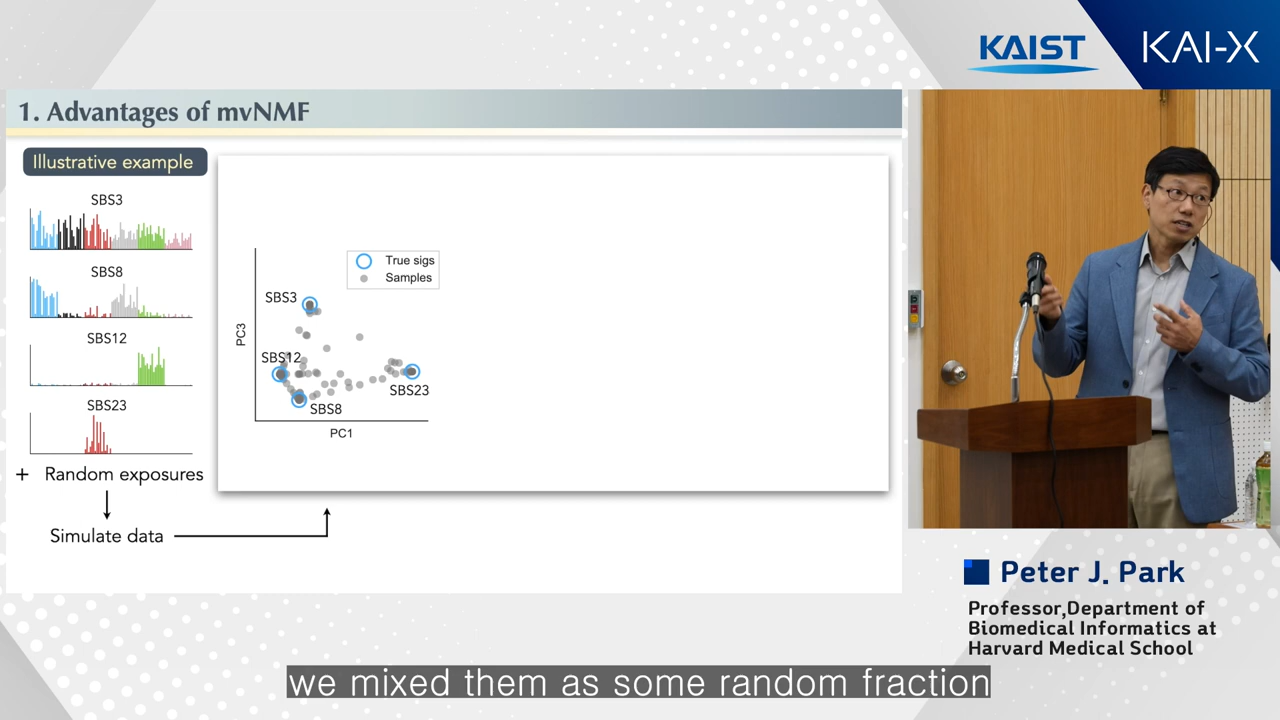 KAIST
KAI-X
1. Advantages of mvNMF
Illustrative example
SBS3
SBS8
SBS12
SBS23
+ Random exposures
Simulate data
True sigs
Samples
SBS3
SBS12
SBS8
SBS23
PC3
PC1
Peter J. Park
Professor,Department of
Biomedical Informatics at
Harvard Medical School
we mixed them as some random fraction